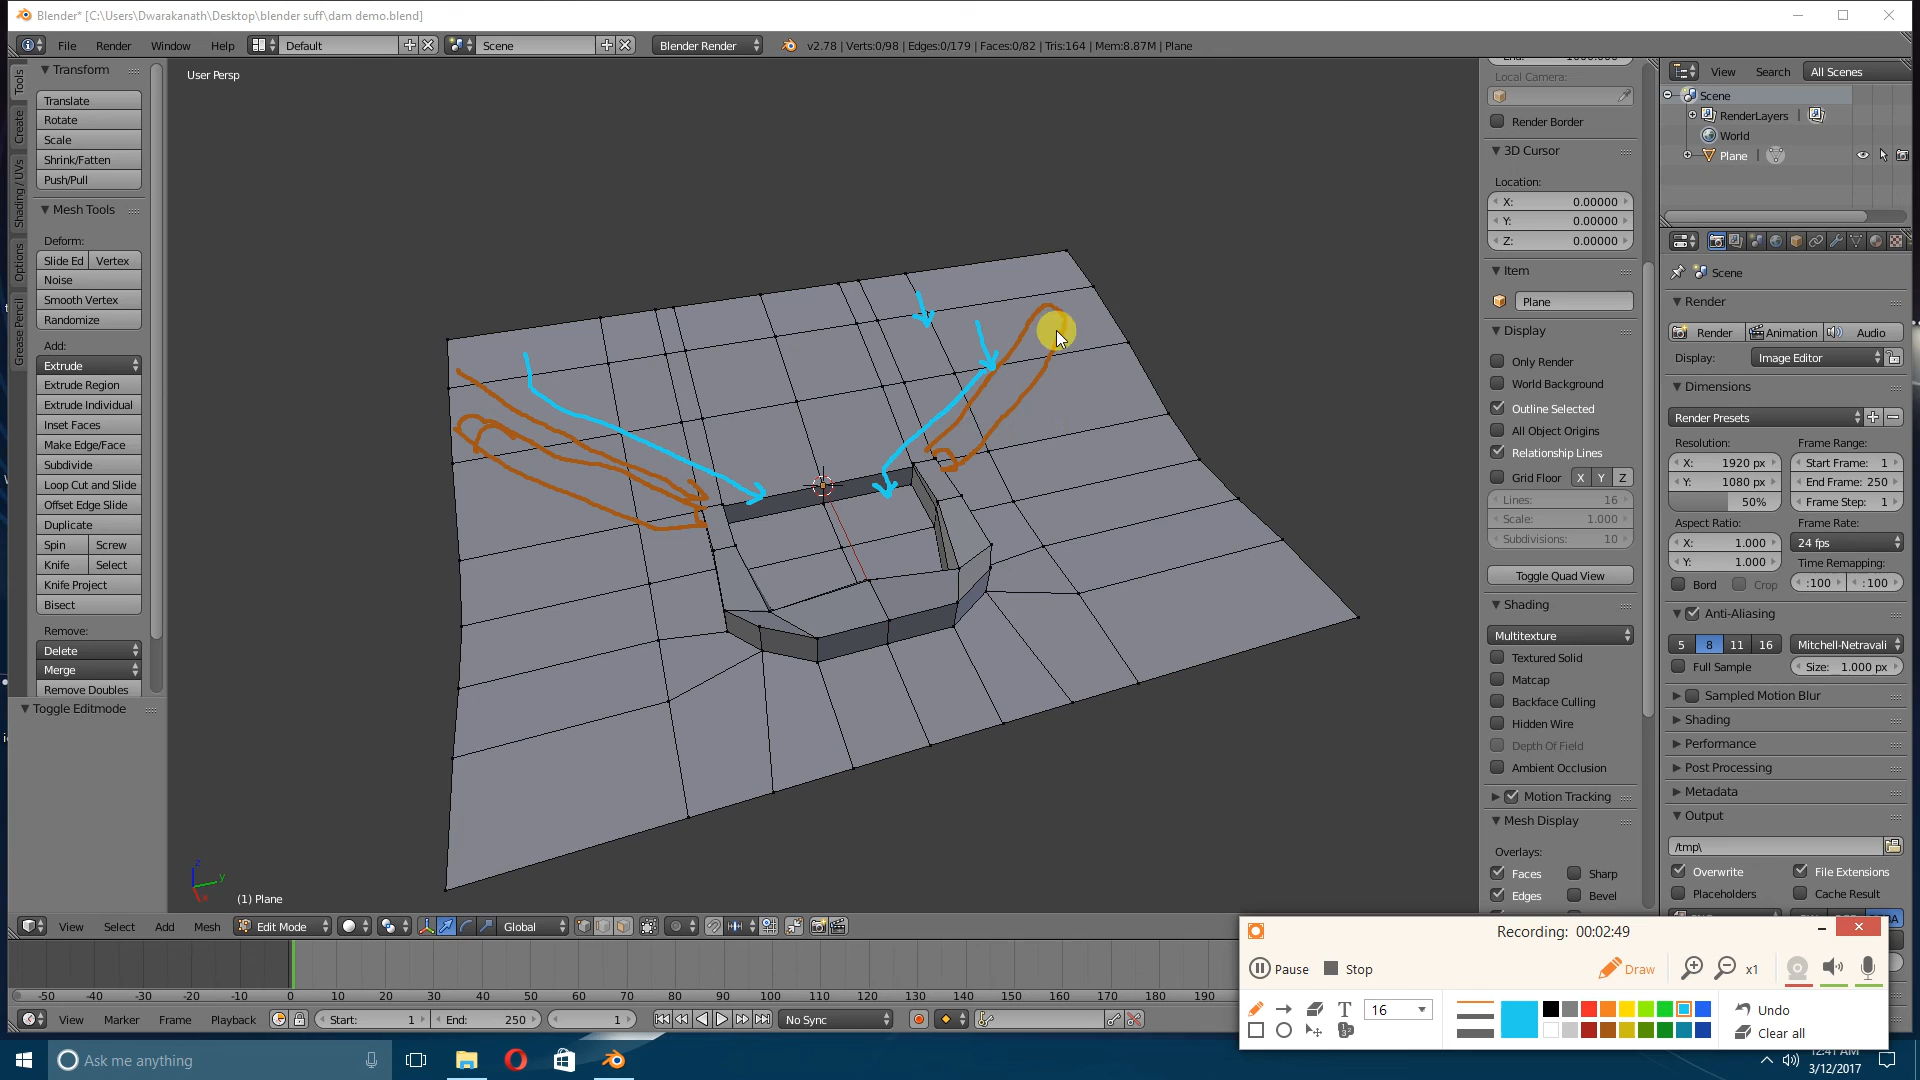 Blender* [C:\Users\Dwarakanath\Desktop\blender suff\dam demo.blend]
File Render Window Help Default Scene Blender Render v2.78 | Verts:0/98 | Edges:0/179 | Faces:0/82 | Tris:164 | Mem:8.87M | Plane
Tools
Create
Shading / UVs
Options
Grease Pencil
Transform
Translate
Rotate
Scale
Shrink/Fatten
Push/Pull
Mesh Tools
Deform:
Slide Ed Vertex
Noise
Smooth Vertex
Randomize
Add:
Extrude
Extrude Region
Extrude Individual
Inset Faces
Make Edge/Face
Subdivide
Loop Cut and Slide
Offset Edge Slide
Duplicate
Spin Screw
Knife Select
Knife Project
Bisect
Remove:
Delete
Merge
Remove Doubles
Toggle Editmode
User Persp
z
y
x
(1) Plane
Local Camera:
Render Border
3D Cursor
Location:
X: 0.00000
Y: 0.00000
Z: 0.00000
Item
Plane
Display
Only Render
World Background
Outline Selected
All Object Origins
Relationship Lines
Grid Floor X Y Z
Lines: 16
Scale: 1.000
Subdivisions: 10
Toggle Quad View
Shading
Multitexture
Textured Solid
Matcap
Backface Culling
Hidden Wire
Depth Of Field
Ambient Occlusion
Motion Tracking
Mesh Display
Overlays:
Faces Sharp
Edges Bevel
View Search All Scenes
Scene
RenderLayers |
World
Plane |
Scene
Render
Render Animation Audio
Display: Image Editor
Dimensions
Render Presets
Resolution: Frame Range:
X: 1920 px Start Frame: 1
Y: 1080 px End Frame: 250
50% Frame Step: 1
Aspect Ratio: Frame Rate:
X: 1.000 24 fps
Y: 1.000 Time Remapping:
Bord Crop :100 :100
Anti-Aliasing
5 8 11 16 Mitchell-Netravali
Full Sample Size: 1.000 px
Sampled Motion Blur
Shading
Performance
Post Processing
Metadata
Output
/tmp\
Overwrite File Extensions
Placeholders Cache Result
View Select Add Mesh Edit Mode Global
-50 -40 -30 -20 -10 0 10 20 30 40 50 60 70 80 90 100 110 120 130 140 150 160 170 180 190
View Marker Frame Playback Start: 1 End: 250 1 No Sync
Recording: 00:02:49
Pause Stop Draw x1
T 16 Undo
Clear all
Ask me anything
12:41 AM
3/12/2017